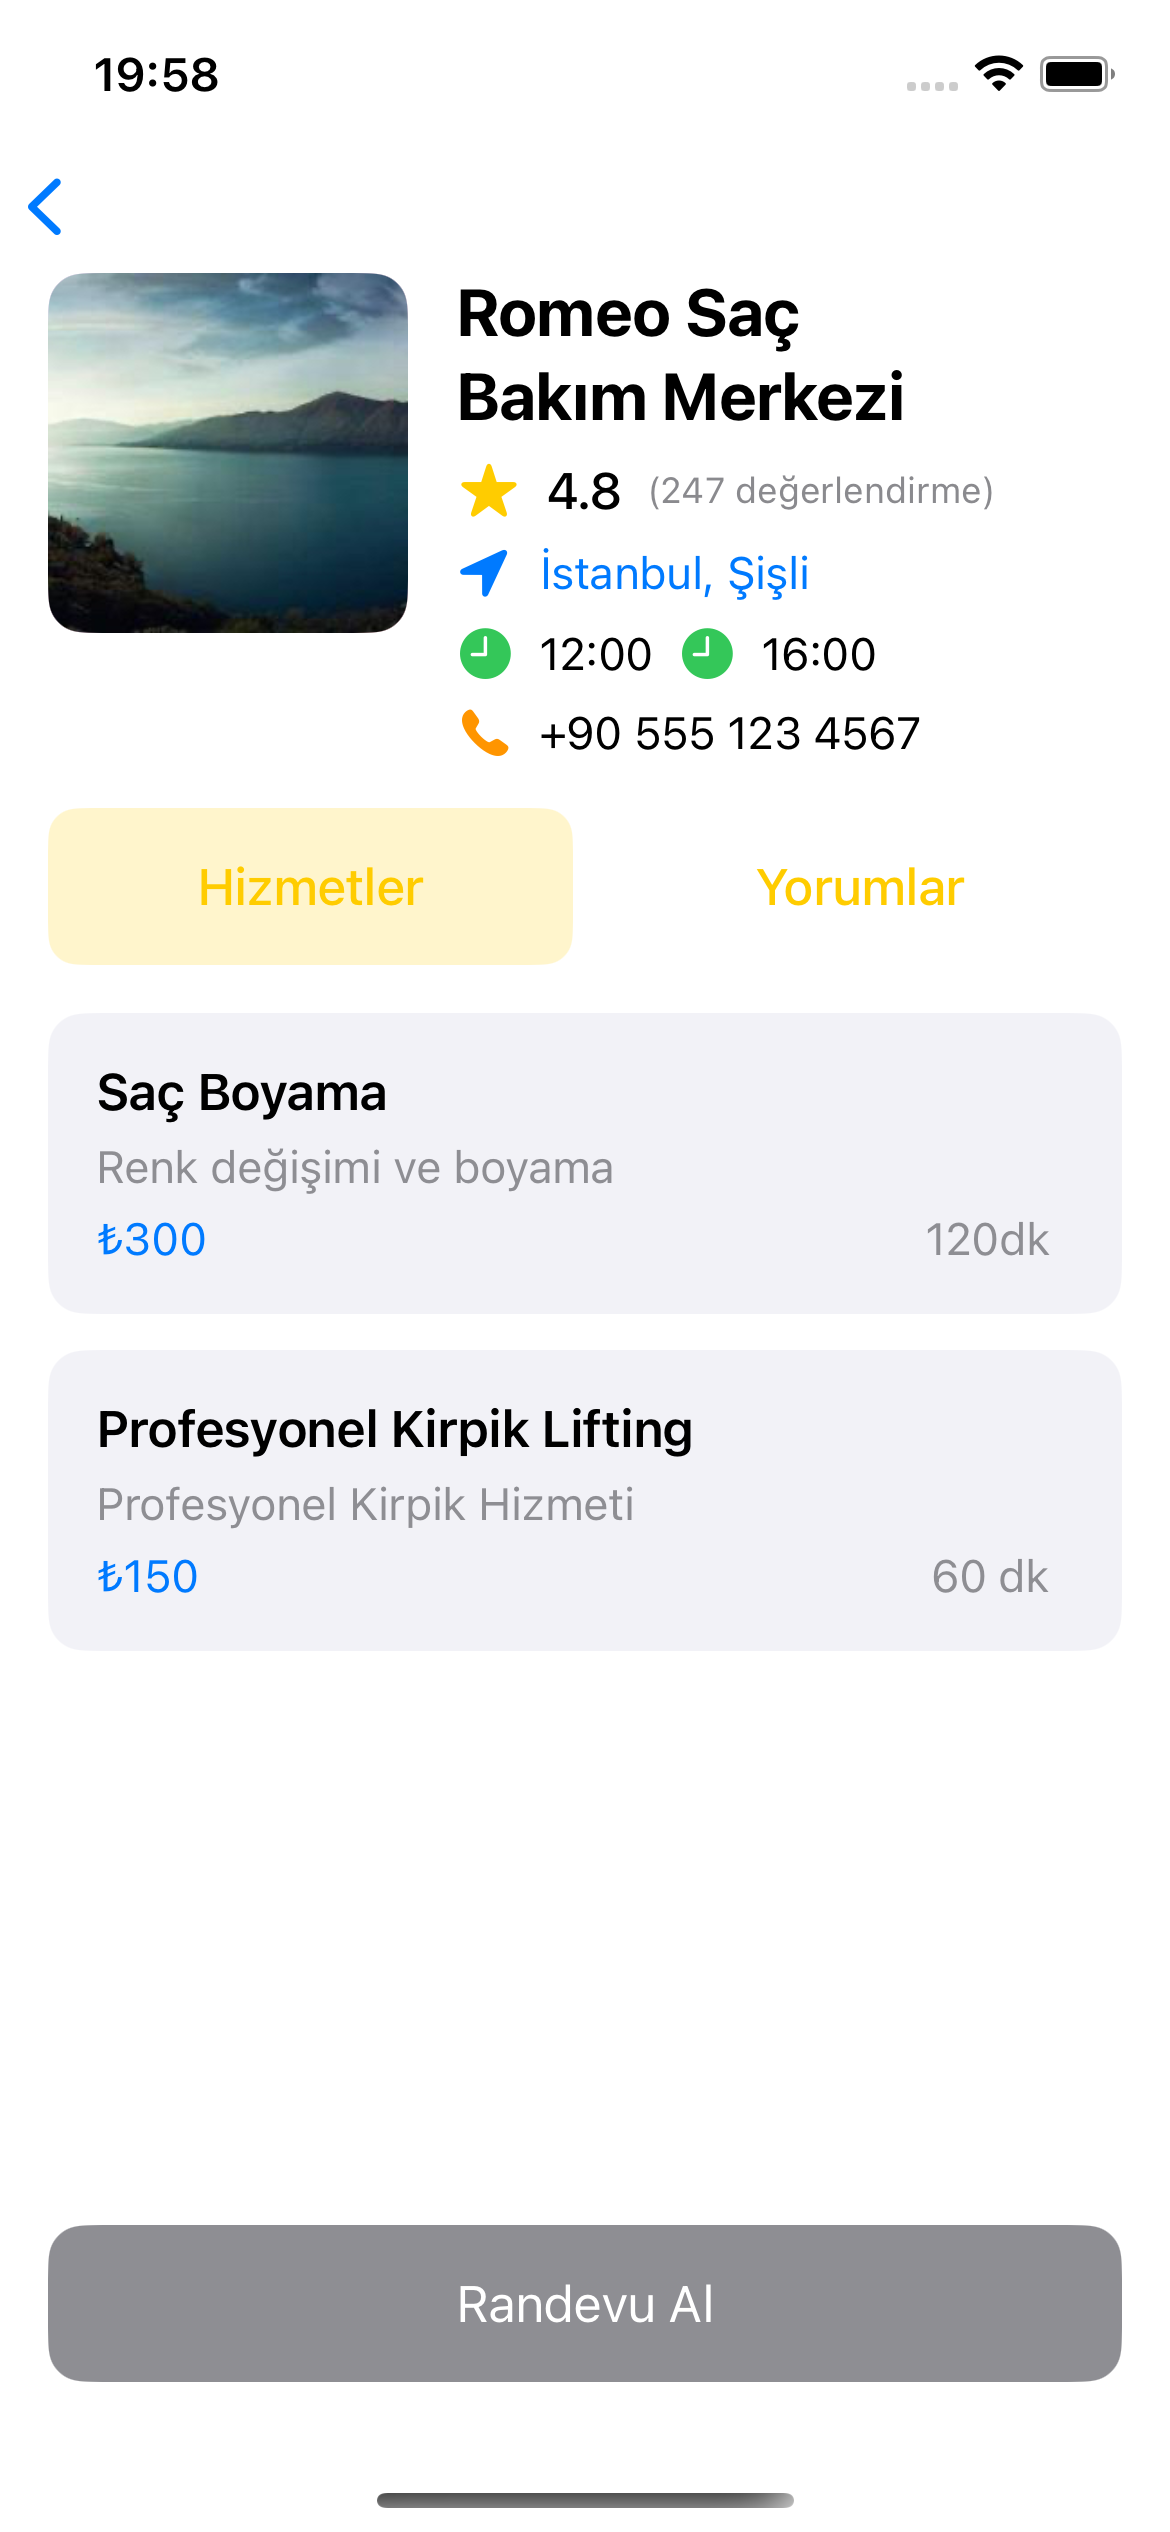 19:58
Romeo Saç
Bakım Merkezi
4.8 (247 değerlendirme)
İstanbul, Şişli
12:00 16:00
+90 555 123 4567
Hizmetler Yorumlar
Saç Boyama
Renk değişimi ve boyama
₺300 120dk
Profesyonel Kirpik Lifting
Profesyonel Kirpik Hizmeti
₺150 60 dk
Randevu Al